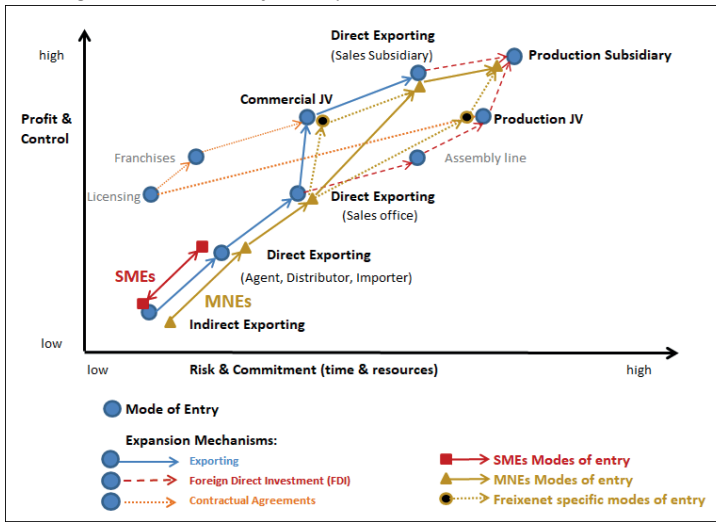 Direct Exporting
(Sales Subsidiary)
high
Production Subsidiary
Commercial JV
Profit &
Control
Production JV
Franchises
Assembly line
Licensing
Direct Exporting
(Sales office)
Direct Exporting
SMEs
(Agent, Distributor, Importer)
MNEs
Indirect Exporting
low
low
Risk & Commitment (time & resources)
high
Mode of Entry
Expansion Mechanisms:
Exporting
SMEs Modes of entry
Foreign Direct Investment (FDI)
MNEs Modes of entry
Contractual Agreements
Freixenet specific modes of entry